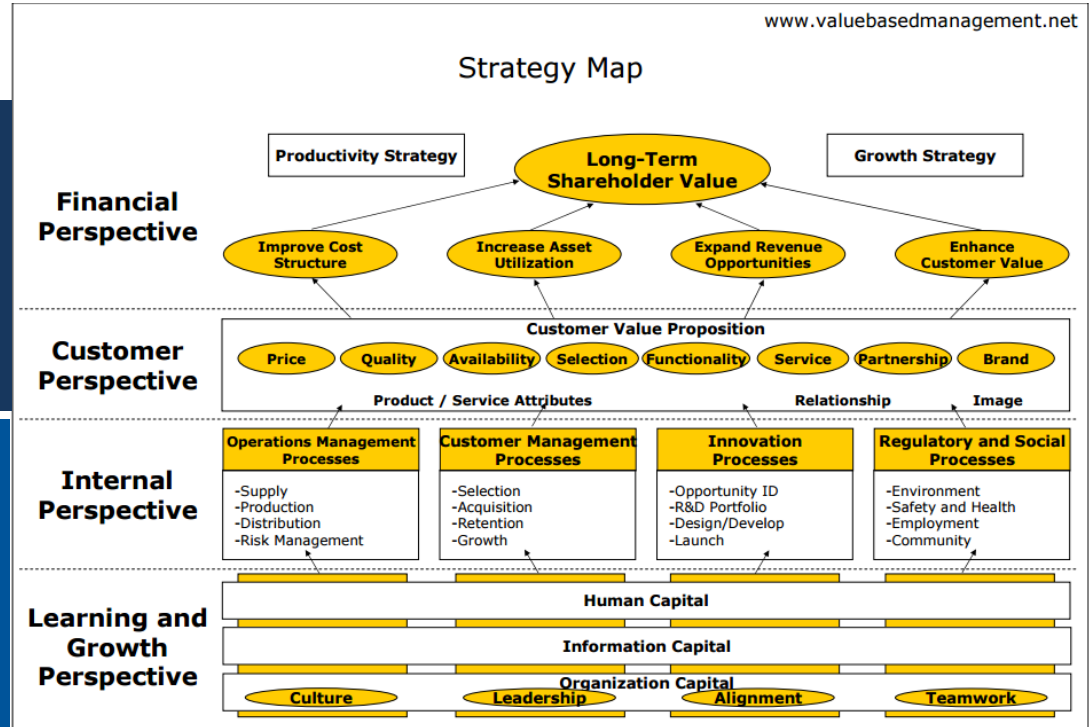 www.valuebasedmanagement.net
Strategy Map
Financial
Perspective
Productivity Strategy
Long-Term
Shareholder Value
Growth Strategy
Improve Cost
Structure
Increase Asset
Utilization
Expand Revenue
Opportunities
Enhance
Customer Value
Customer
Perspective
Customer Value Proposition
Price
Quality
Availability
Selection
Functionality
Service
Partnership
Brand
Product / Service Attributes
Relationship
Image
Internal
Perspective
Operations Management
Processes
-Supply
-Production
-Distribution
-Risk Management
Customer Management
Processes
-Selection
-Acquisition
-Retention
-Growth
Innovation
Processes
-Opportunity ID
-R&D Portfolio
-Design/Develop
-Launch
Regulatory and Social
Processes
-Environment
-Safety and Health
-Employment
-Community
Learning and
Growth
Perspective
Human Capital
Information Capital
Organization Capital
Culture
Leadership
Alignment
Teamwork